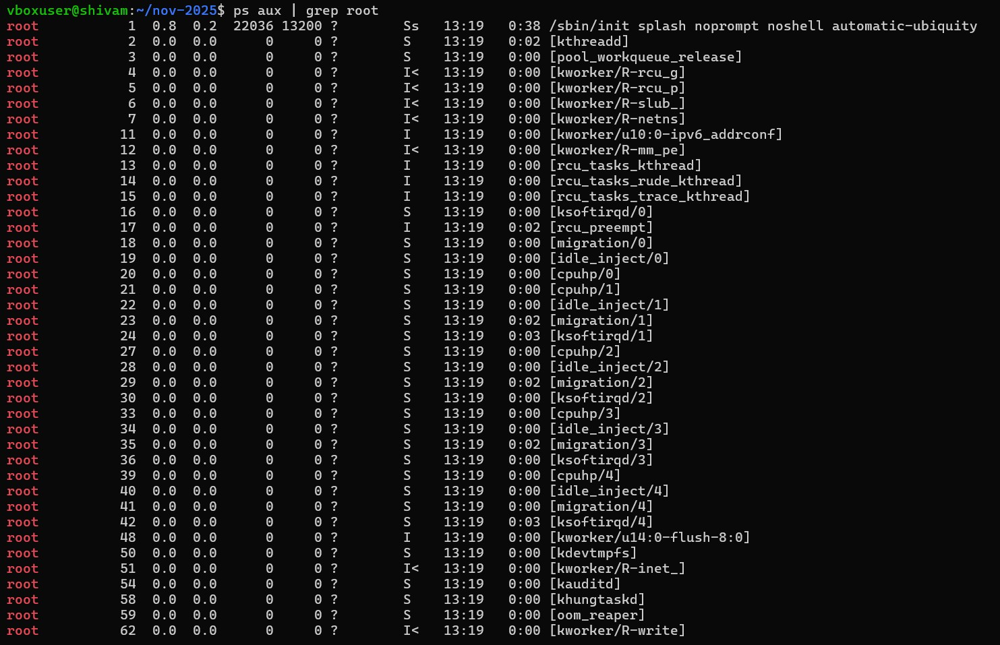 vboxuser@shivam:~/nov-2025$ ps aux | grep root
root           1  0.8  0.2  22036 13200 ?        Ss   13:19   0:38 /sbin/init splash noprompt noshell automatic-ubiquity
root           2  0.0  0.0      0     0 ?        S    13:19   0:02 [kthreadd]
root           3  0.0  0.0      0     0 ?        S    13:19   0:00 [pool_workqueue_release]
root           4  0.0  0.0      0     0 ?        I<   13:19   0:00 [kworker/R-rcu_g]
root           5  0.0  0.0      0     0 ?        I<   13:19   0:00 [kworker/R-rcu_p]
root           6  0.0  0.0      0     0 ?        I<   13:19   0:00 [kworker/R-slub_]
root           7  0.0  0.0      0     0 ?        I<   13:19   0:00 [kworker/R-netns]
root          11  0.0  0.0      0     0 ?        I    13:19   0:00 [kworker/u10:0-ipv6_addrconf]
root          12  0.0  0.0      0     0 ?        I<   13:19   0:00 [kworker/R-mm_pe]
root          13  0.0  0.0      0     0 ?        I    13:19   0:00 [rcu_tasks_kthread]
root          14  0.0  0.0      0     0 ?        I    13:19   0:00 [rcu_tasks_rude_kthread]
root          15  0.0  0.0      0     0 ?        I    13:19   0:00 [rcu_tasks_trace_kthread]
root          16  0.0  0.0      0     0 ?        S    13:19   0:00 [ksoftirqd/0]
root          17  0.0  0.0      0     0 ?        I    13:19   0:02 [rcu_preempt]
root          18  0.0  0.0      0     0 ?        S    13:19   0:00 [migration/0]
root          19  0.0  0.0      0     0 ?        S    13:19   0:00 [idle_inject/0]
root          20  0.0  0.0      0     0 ?        S    13:19   0:00 [cpuhp/0]
root          21  0.0  0.0      0     0 ?        S    13:19   0:00 [cpuhp/1]
root          22  0.0  0.0      0     0 ?        S    13:19   0:00 [idle_inject/1]
root          23  0.0  0.0      0     0 ?        S    13:19   0:02 [migration/1]
root          24  0.0  0.0      0     0 ?        S    13:19   0:03 [ksoftirqd/1]
root          27  0.0  0.0      0     0 ?        S    13:19   0:00 [cpuhp/2]
root          28  0.0  0.0      0     0 ?        S    13:19   0:00 [idle_inject/2]
root          29  0.0  0.0      0     0 ?        S    13:19   0:02 [migration/2]
root          30  0.0  0.0      0     0 ?        S    13:19   0:00 [ksoftirqd/2]
root          33  0.0  0.0      0     0 ?        S    13:19   0:00 [cpuhp/3]
root          34  0.0  0.0      0     0 ?        S    13:19   0:00 [idle_inject/3]
root          35  0.0  0.0      0     0 ?        S    13:19   0:02 [migration/3]
root          36  0.0  0.0      0     0 ?        S    13:19   0:00 [ksoftirqd/3]
root          39  0.0  0.0      0     0 ?        S    13:19   0:00 [cpuhp/4]
root          40  0.0  0.0      0     0 ?        S    13:19   0:00 [idle_inject/4]
root          41  0.0  0.0      0     0 ?        S    13:19   0:00 [migration/4]
root          42  0.0  0.0      0     0 ?        S    13:19   0:03 [ksoftirqd/4]
root          48  0.0  0.0      0     0 ?        I    13:19   0:00 [kworker/u14:0-flush-8:0]
root          50  0.0  0.0      0     0 ?        S    13:19   0:00 [kdevtmpfs]
root          51  0.0  0.0      0     0 ?        I<   13:19   0:00 [kworker/R-inet_]
root          54  0.0  0.0      0     0 ?        S    13:19   0:00 [kauditd]
root          58  0.0  0.0      0     0 ?        S    13:19   0:00 [khungtaskd]
root          59  0.0  0.0      0     0 ?        S    13:19   0:00 [oom_reaper]
root          62  0.0  0.0      0     0 ?        I<   13:19   0:00 [kworker/R-write]